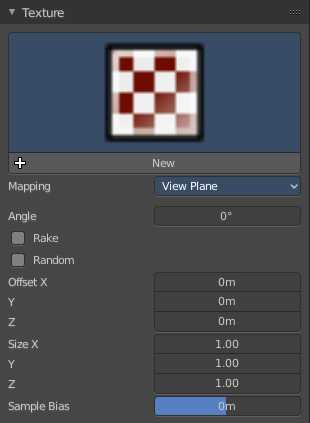 Texture
New
Mapping View Plane
Angle 0°
Rake
Random
Offset X 0m
Y 0m
Z 0m
Size X 1.00
Y 1.00
Z 1.00
Sample Bias 0m